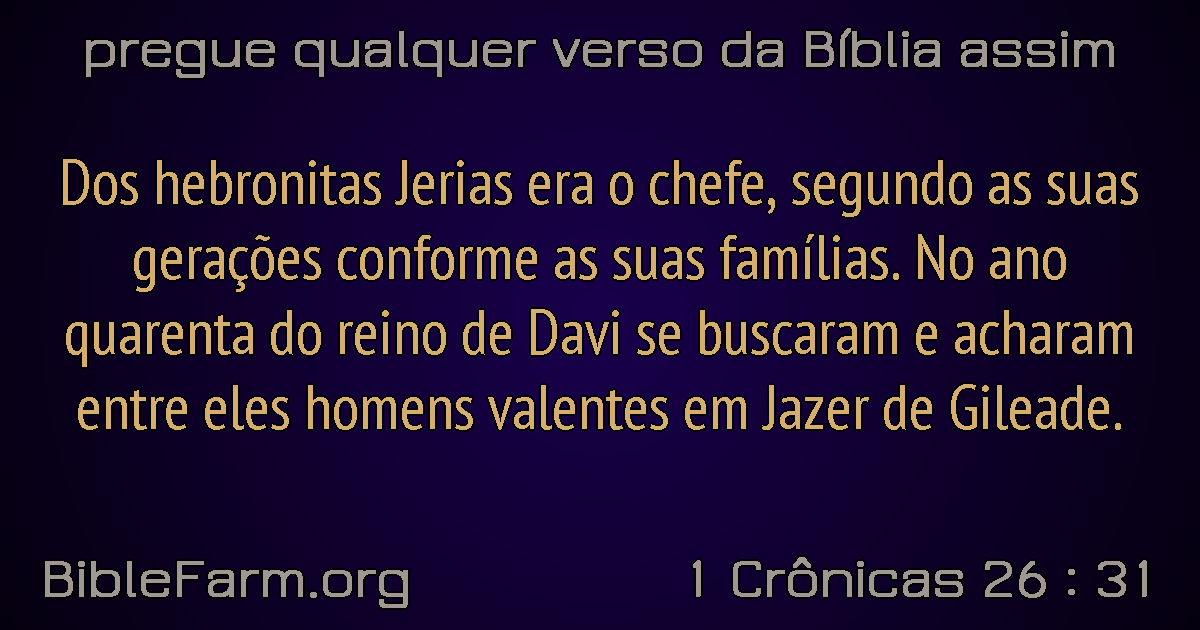 pregue qualquer verso da Bíblia assim
Dos hebronitas Jerias era o chefe, segundo as suas
gerações conforme as suas famílias. No ano
quarenta do reino de Davi se buscaram e acharam
entre eles homens valentes em Jazer de Gileade.
BibleFarm.org
1 Crônicas 26 : 31